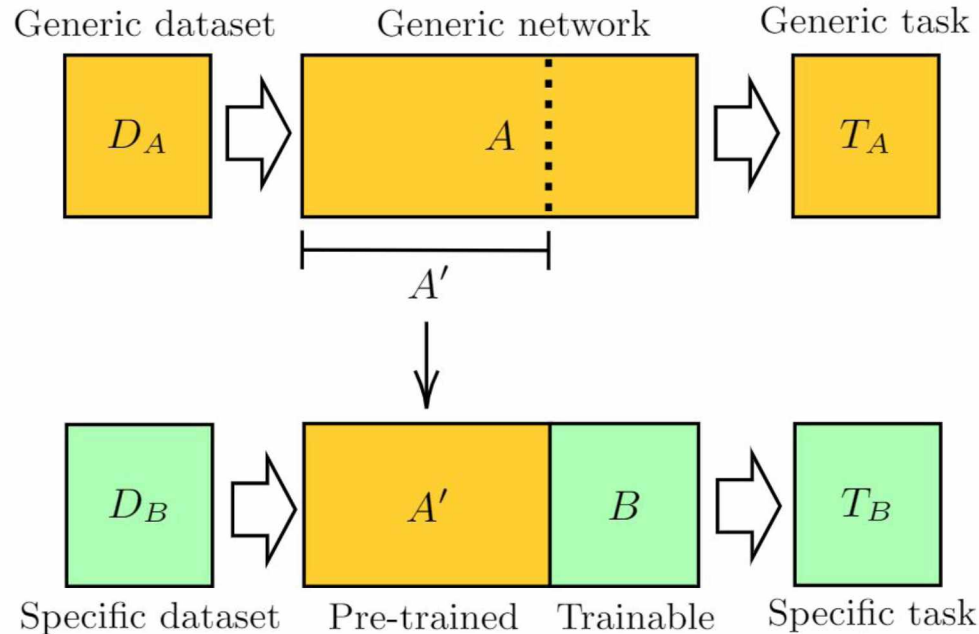 Generic dataset Generic network Generic task
D_A A T_A
A′
D_B A′ B T_B
Specific dataset Pre-trained Trainable Specific task